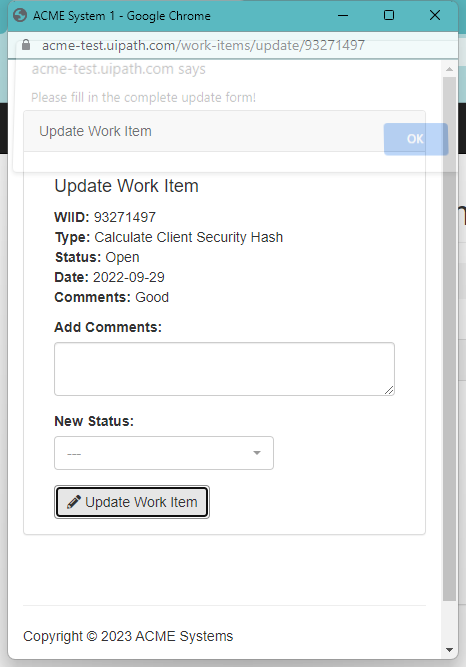 ACME System 1 - Google Chrome
acme-test.uipath.com/work-items/update/93271497
acme-test.uipath.com says
Please fill in the complete update form!
OK
Update Work Item
Update Work Item
WIID: 93271497
Type: Calculate Client Security Hash
Status: Open
Date: 2022-09-29
Comments: Good
Add Comments:
New Status:
---
Update Work Item
Copyright © 2023 ACME Systems